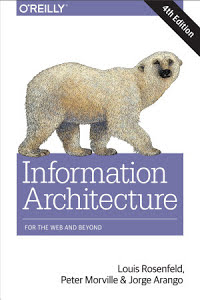 O'REILLY®
4th Edition
Information
Architecture
FOR THE WEB AND BEYOND
Louis Rosenfeld,
Peter Morville & Jorge Arango